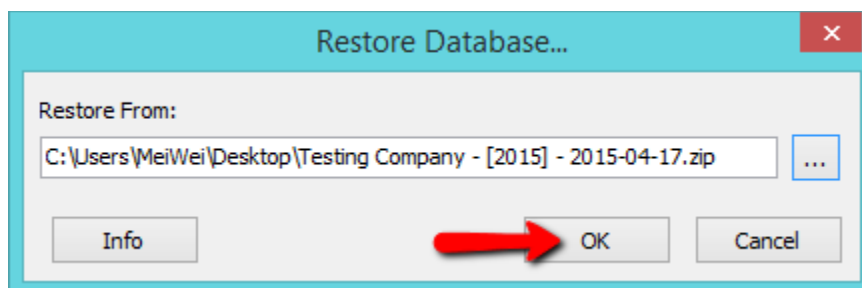 Restore Database...
Restore From:
C:\Users\MeiWei\Desktop\Testing Company - [2015] - 2015-04-17.zip
...
Info OK Cancel